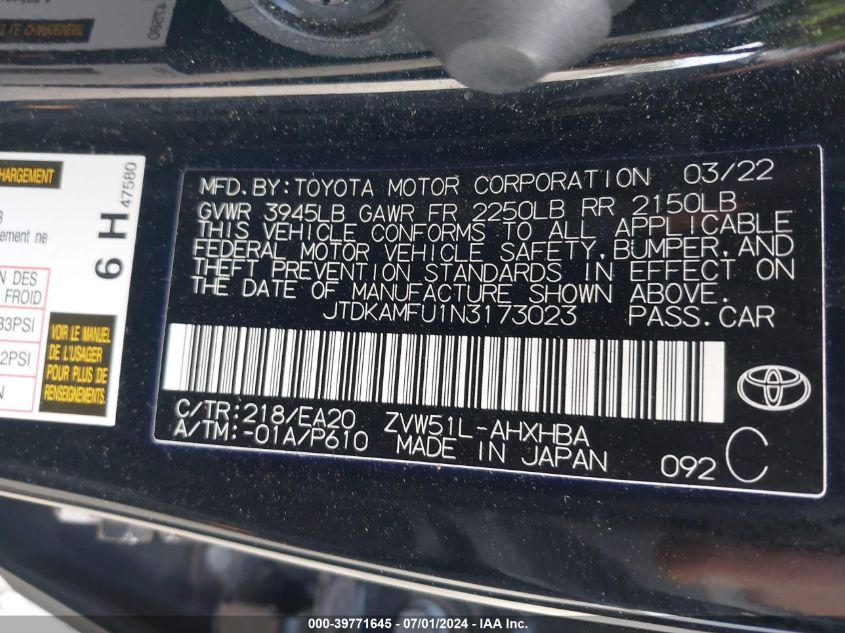 HARGEMENT
ement ne
N DES
FROID
33PSI
2PSI
N
VOIR LE MANUEL
DE L'USAGER
POUR PLUS DE
RENSEIGNEMENTS.
6 H 47580
MFD. BY: TOYOTA MOTOR CORPORATION 03/22
GVWR 3945LB GAWR FR 2250LB RR 2150LB
THIS VEHICLE CONFORMS TO ALL APPLICABLE
FEDERAL MOTOR VEHICLE SAFETY, BUMPER, AND
THEFT PREVENTION STANDARDS IN EFFECT ON
THE DATE OF MANUFACTURE SHOWN ABOVE.
JTDKAMFU1N3173023 PASS.CAR
C/TR:218/EA20 ZVW51L-AHXHBA
A/TM:-01A/P610 MADE IN JAPAN 092 C
000-39771645 - 07/01/2024 - IAAI.com